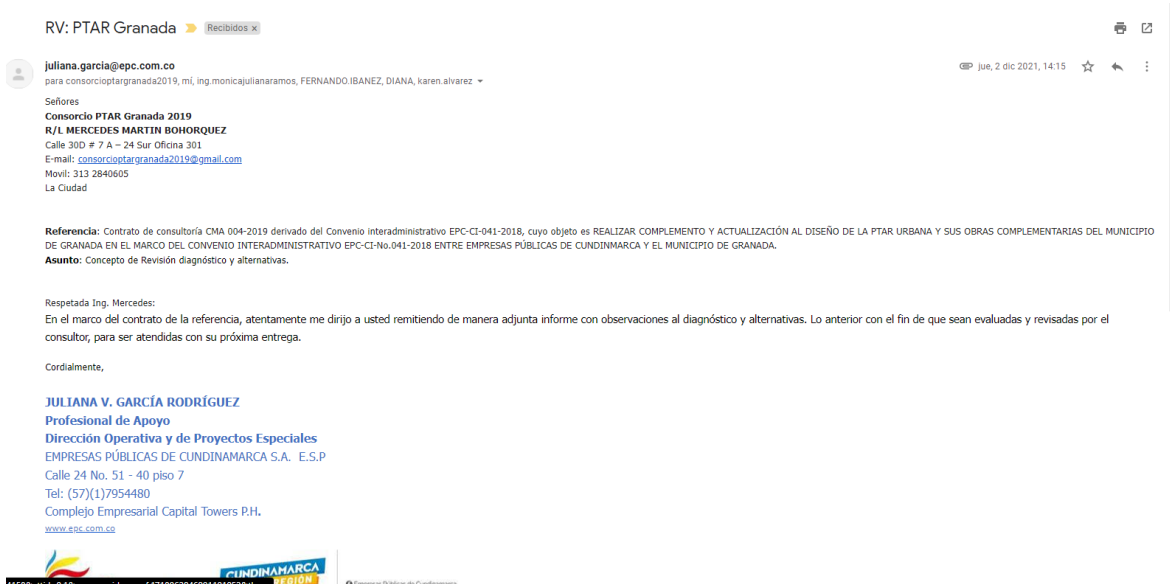 RV: PTAR Granada Recibidos x
juliana.garcia@epc.com.co
jue, 2 dic 2021, 14:15
para consorcioptargranada2019, mí, ing.monicajulianaramos, FERNANDO.IBANEZ, DIANA, karen.alvarez
Señores
Consorcio PTAR Granada 2019
R/L MERCEDES MARTIN BOHORQUEZ
Calle 30D # 7 A – 24 Sur Oficina 301
E-mail: consorcioptargranada2019@gmail.com
Movil: 313 2840605
La Ciudad
Referencia: Contrato de consultoría CMA 004-2019 derivado del Convenio interadministrativo EPC-CI-041-2018, cuyo objeto es REALIZAR COMPLEMENTO Y ACTUALIZACIÓN AL DISEÑO DE LA PTAR URBANA Y SUS OBRAS COMPLEMENTARIAS DEL MUNICIPIO
DE GRANADA EN EL MARCO DEL CONVENIO INTERADMINISTRATIVO EPC-CI-No.041-2018 ENTRE EMPRESAS PÚBLICAS DE CUNDINMARCA Y EL MUNICIPIO DE GRANADA.
Asunto: Concepto de Revisión diagnóstico y alternativas.
Respetada Ing. Mercedes:
En el marco del contrato de la referencia, atentamente me dirijo a usted remitiendo de manera adjunta informe con observaciones al diagnóstico y alternativas. Lo anterior con el fin de que sean evaluadas y revisadas por el
consultor, para ser atendidas con su próxima entrega.
Cordialmente,
JULIANA V. GARCÍA RODRÍGUEZ
Profesional de Apoyo
Dirección Operativa y de Proyectos Especiales
EMPRESAS PÚBLICAS DE CUNDINAMARCA S.A. E.S.P
Calle 24 No. 51 - 40 piso 7
Tel: (57)(1)7954480
Complejo Empresarial Capital Towers P.H.
www.epc.com.co
CUNDINAMARCA
REGIÓN
Empresas Públicas de Cundinamarca